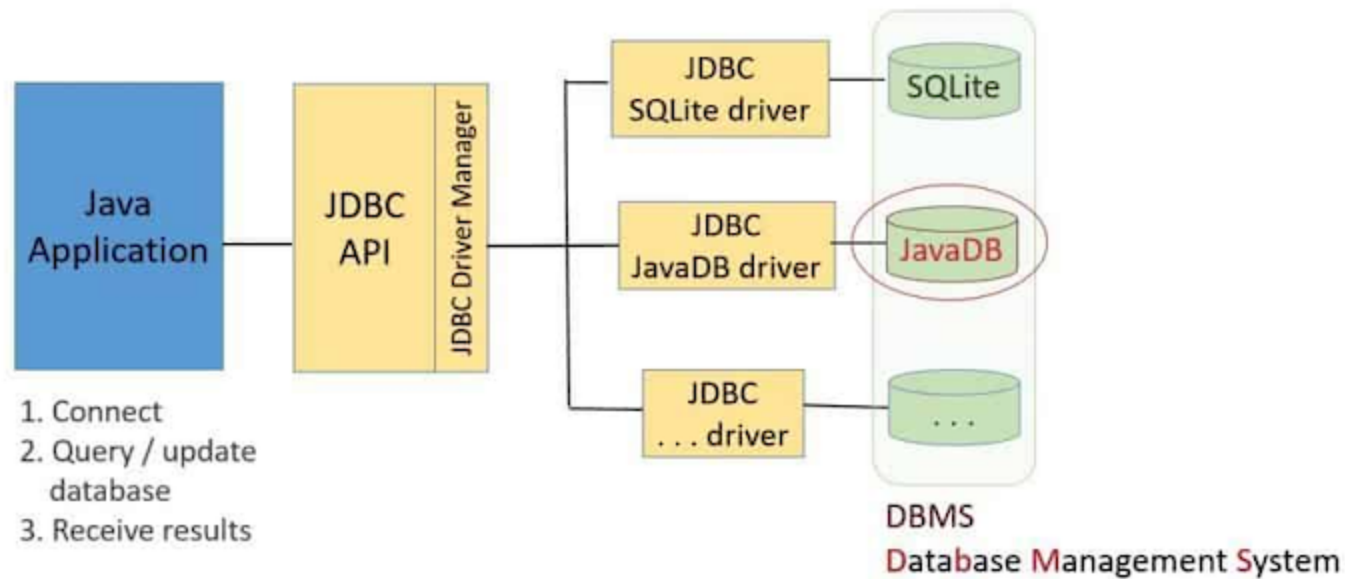 Java
Application
JDBC
API
JDBC Driver Manager
JDBC
SQLite driver
SQLite
JDBC
JavaDB driver
JavaDB
JDBC
. . . driver
. . .
1. Connect
2. Query / update
database
3. Receive results
DBMS
Database Management System